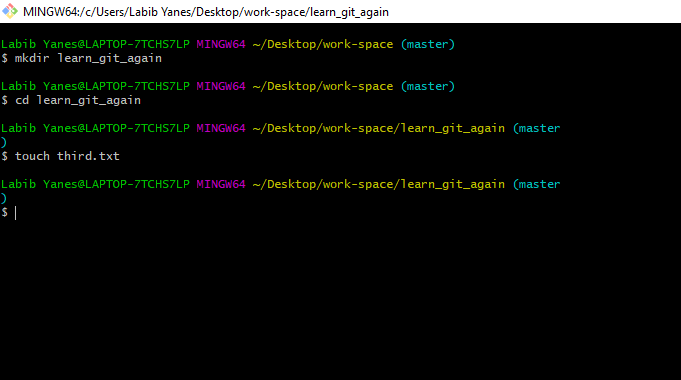 MINGW64:/c/Users/Labib Yanes/Desktop/work-space/learn_git_again
Labib Yanes@LAPTOP-7TCHS7LP MINGW64 ~/Desktop/work-space (master)
$ mkdir learn_git_again
Labib Yanes@LAPTOP-7TCHS7LP MINGW64 ~/Desktop/work-space (master)
$ cd learn_git_again
Labib Yanes@LAPTOP-7TCHS7LP MINGW64 ~/Desktop/work-space/learn_git_again (master
)
$ touch third.txt
Labib Yanes@LAPTOP-7TCHS7LP MINGW64 ~/Desktop/work-space/learn_git_again (master
)
$